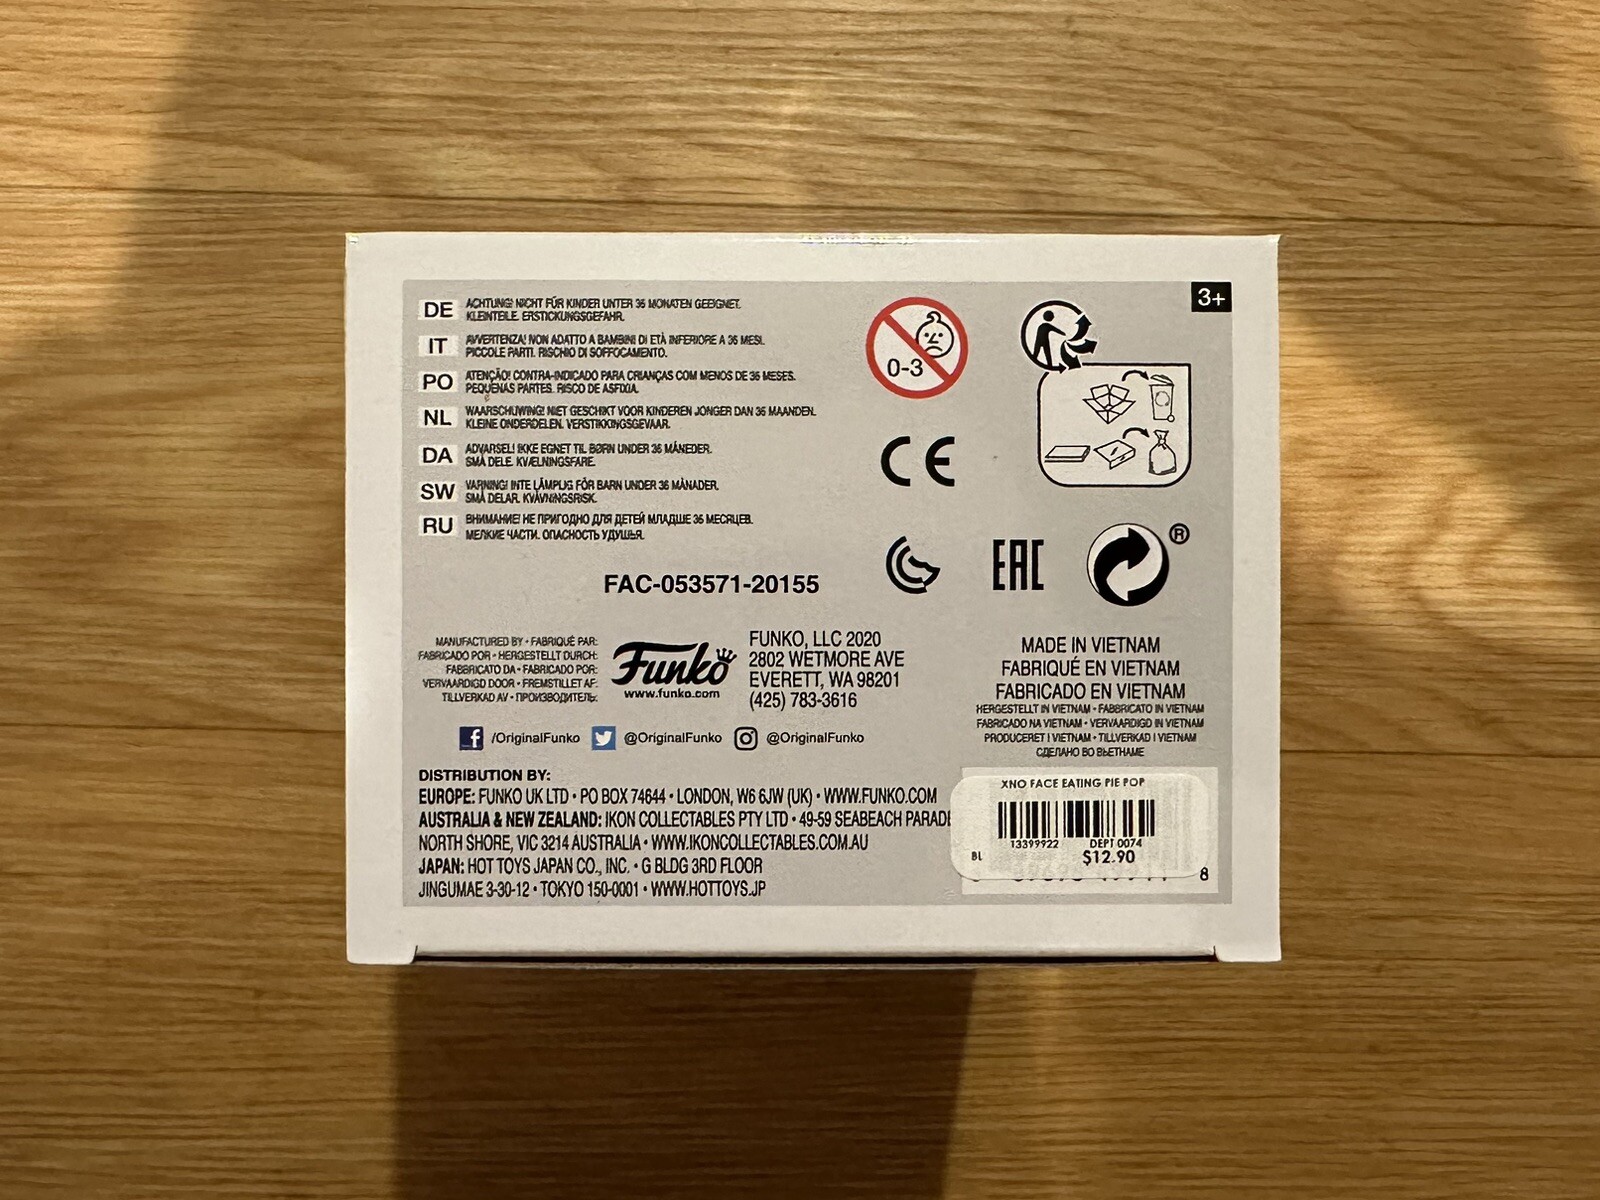 3+
DE ACHTUNG! NICHT FÜR KINDER UNTER 36 MONATEN GEEIGNET.
KLEINTEILE. ERSTICKUNGSGEFAHR.
IT AVVERTENZA! NON ADATTO A BAMBINI DI ETÀ INFERIORE A 36 MESI.
PICCOLE PARTI. RISCHIO DI SOFFOCAMENTO.
PO ATENÇÃO! CONTRA-INDICADO PARA CRIANÇAS COM MENOS DE 36 MESES.
PEQUENAS PARTES. RISCO DE ASFIXIA.
NL WAARSCHUWING! NIET GESCHIKT VOOR KINDEREN JONGER DAN 36 MAANDEN.
KLEINE ONDERDELEN. VERSTIKKINGSGEVAAR.
DA ADVARSEL! IKKE EGNET TIL BØRN UNDER 36 MÅNEDER.
SMÅ DELE. KVÆLNINGSFARE.
SW VARNING! INTE LÄMPLIG FÖR BARN UNDER 36 MÅNADER.
SMÅ DELAR. KVÄVNINGSRISK.
RU ВНИМАНИЕ! НЕ ПРИГОДНО ДЛЯ ДЕТЕЙ МЛАДШЕ 36 МЕСЯЦЕВ.
МЕЛКИЕ ЧАСТИ. ОПАСНОСТЬ УДУШЬЯ.
0-3
CE
EAC
®
FAC-053571-20155
MANUFACTURED BY • FABRIQUÉ PAR:
FABRICADO POR • HERGESTELLT DURCH:
FABBRICATO DA • FABRICADO POR:
VERVAARDIGD DOOR • FREMSTILLET AF:
TILLVERKAD AV • ПРОИЗВОДИТЕЛЬ:
Funko
www.funko.com
FUNKO, LLC 2020
2802 WETMORE AVE
EVERETT, WA 98201
(425) 783-3616
MADE IN VIETNAM
FABRIQUÉ EN VIETNAM
FABRICADO EN VIETNAM
HERGESTELLT IN VIETNAM • FABBRICATO IN VIETNAM
FABRICADO NA VIETNAM • VERVAARDIGD IN VIETNAM
PRODUCERET I VIETNAM • TILLVERKAD I VIETNAM
СДЕЛАНО ВО ВЬЕТНАМЕ
/OriginalFunko @OriginalFunko @OriginalFunko
DISTRIBUTION BY:
EUROPE: FUNKO UK LTD • PO BOX 74644 • LONDON, W6 6JW (UK) • WWW.FUNKO.COM
AUSTRALIA & NEW ZEALAND: IKON COLLECTABLES PTY LTD • 49-59 SEABEACH PARADE
NORTH SHORE, VIC 3214 AUSTRALIA • WWW.IKONCOLLECTABLES.COM.AU
JAPAN: HOT TOYS JAPAN CO., INC. • G BLDG 3RD FLOOR
JINGUMAE 3-30-12 • TOKYO 150-0001 • WWW.HOTTOYS.JP
XNO FACE EATING PIE POP
13399922 DEPT 0074
BL $12.90
8